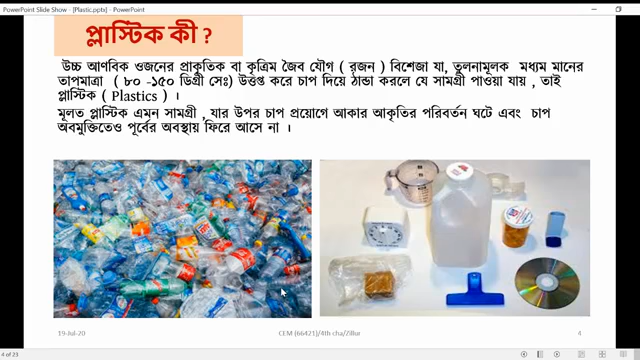 PowerPoint Slide Show - [Plastic.pptx] - PowerPoint
প্লাস্টিক কী ?
উচ্চ আণবিক ওজনের প্রাকৃতিক বা কৃত্রিম জৈব যৌগ ( রজন ) বিশেষ্য যা, তুলনামূলক মধ্যম মানের
তাপমাত্রা ( ৮০ -১৫০ ডিগ্রী সেঃ) উত্তপ্ত করে চাপ দিয়ে ঠান্ডা করলে যে সামগ্রী পাওয়া যায় , তাই
প্লাস্টিক ( Plastics ) ।
মূলত প্লাস্টিক এমন সামগ্রী , যার উপর চাপ প্রয়োগে আকার আকৃতির পরিবর্তন ঘটে এবং চাপ
অবমুক্তিতেও পূর্বের অবস্থায় ফিরে আসে না ।
19-Jul-20
CEM (66421)/4th cha/Zillur
4
4 of 23